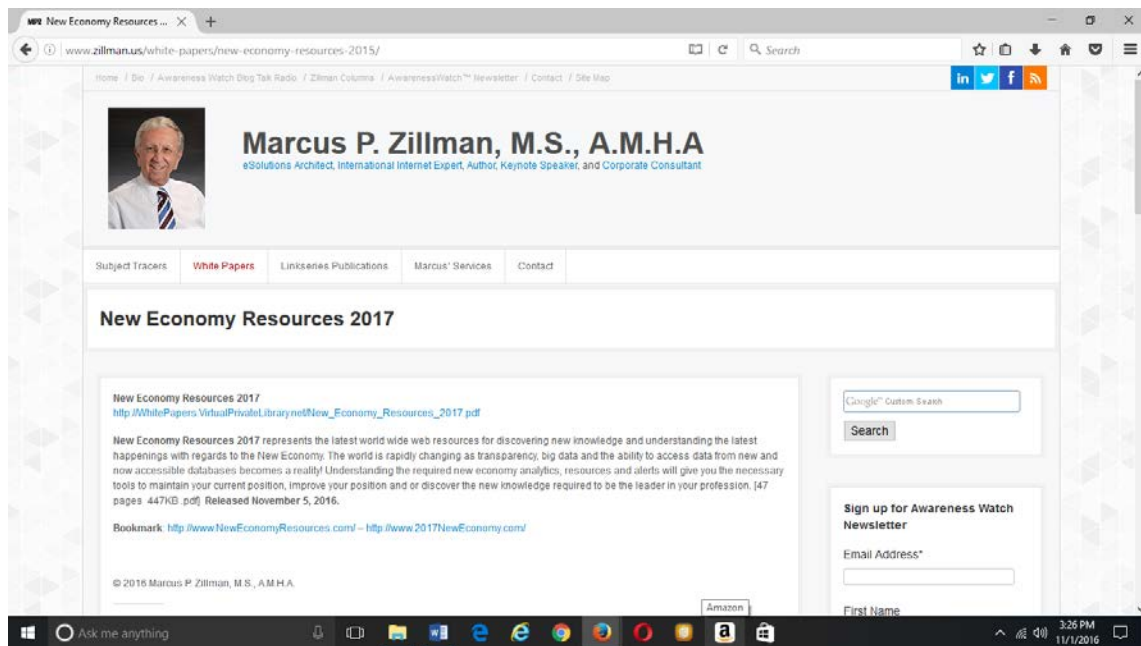 MPZ New Economy Resources ...
www.zillman.us/white-papers/new-economy-resources-2015/
Search
Home / Bio / Awareness Watch Blog Talk Radio / Zillman Columns / AwarenessWatch™ Newsletter / Contact / Site Map
in f
Marcus P. Zillman, M.S., A.M.H.A
eSolutions Architect, International Internet Expert, Author, Keynote Speaker, and Corporate Consultant
Subject Tracers White Papers Linkseries Publications Marcus' Services Contact
New Economy Resources 2017
New Economy Resources 2017
http://WhitePapers.VirtualPrivateLibrary.net/New_Economy_Resources_2017.pdf
New Economy Resources 2017 represents the latest world wide web resources for discovering new knowledge and understanding the latest
happenings with regards to the New Economy. The world is rapidly changing as transparency, big data and the ability to access data from new and
now accessible databases becomes a reality! Understanding the required new economy analytics, resources and alerts will give you the necessary
tools to maintain your current position, improve your position and or discover the new knowledge required to be the leader in your profession. [47
pages 447KB .pdf] Released November 5, 2016.
Bookmark: http://www.NewEconomyResources.com/ – http://www.2017NewEconomy.com/
© 2016 Marcus P. Zillman, M.S., A.M.H.A.
Google™ Custom Search
Search
Sign up for Awareness Watch
Newsletter
Email Address*
First Name
Amazon
Ask me anything
3:26 PM
11/1/2016